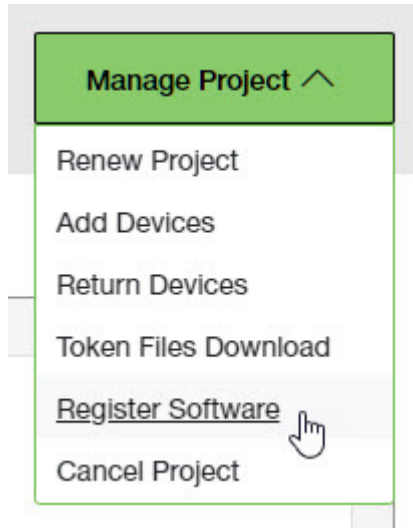 Manage Project
Renew Project
Add Devices
Return Devices
Token Files Download
Register Software
Cancel Project